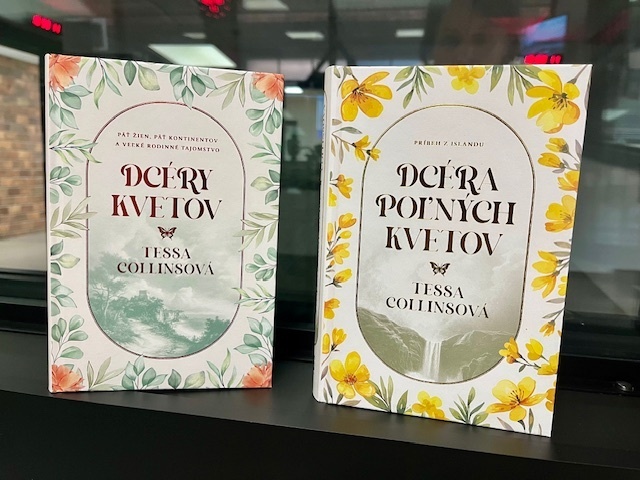 PÄŤ ŽIEN, PÄŤ KONTINENTOV
A VEĽKÉ RODINNÉ TAJOMSTVO
DCÉRY
KVETOV
TESSA
COLLINSOVÁ
PRÍBEH Z ISLANDU
DCÉRA
POĽNÝCH
KVETOV
TESSA
COLLINSOVÁ